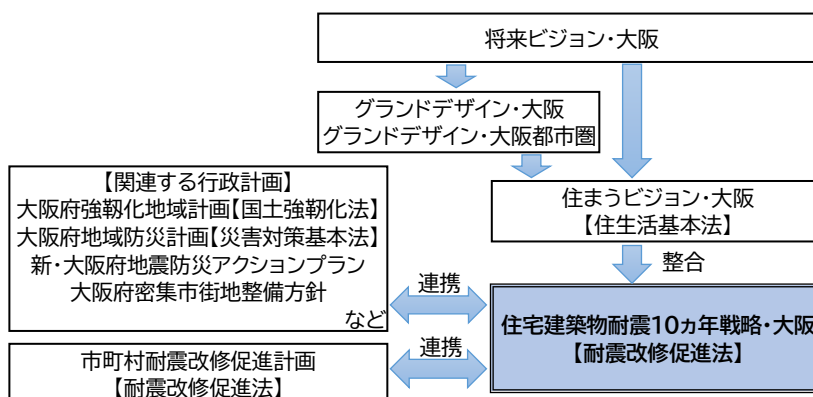 将来ビジョン・大阪
グランドデザイン・大阪
グランドデザイン・大阪都市圏
【関連する行政計画】
大阪府強靱化地域計画【国土強靱化法】
大阪府地域防災計画【災害対策基本法】
新・大阪府地震防災アクションプラン
大阪府密集市街地整備方針
など
住まうビジョン・大阪
【住生活基本法】
整合
連携
住宅建築物耐震10ヵ年戦略・大阪
【耐震改修促進法】
連携
市町村耐震改修促進計画
【耐震改修促進法】